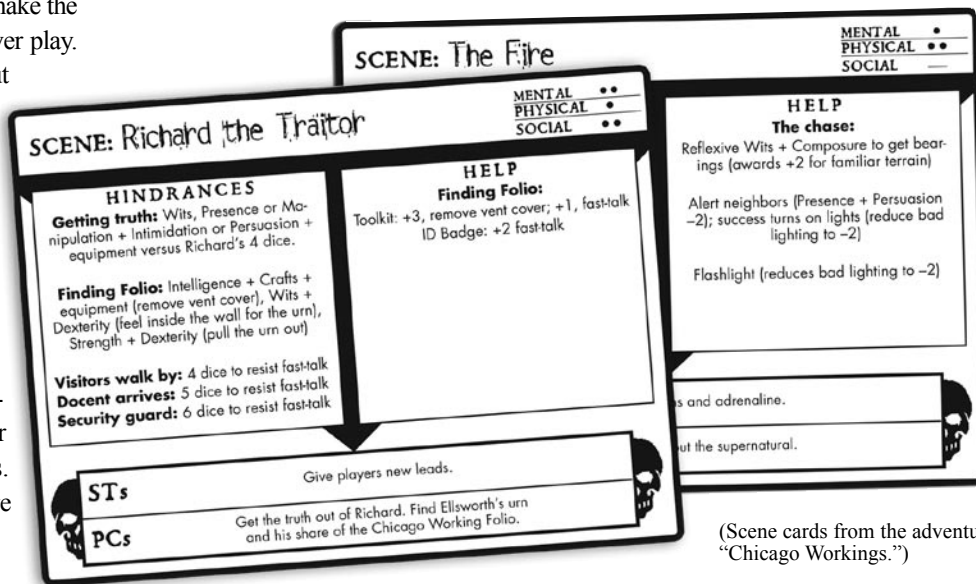 ake the
er play.
SCENE: Richard the Traitor
MENTAL ••
PHYSICAL •
SOCIAL ••
HINDRANCES
Getting truth: Wits, Presence or Ma-
nipulation + Intimidation or Persuasion +
equipment versus Richard's 4 dice.
Finding Folio: Intelligence + Crafts +
equipment (remove vent cover), Wits +
Dexterity (feel inside the wall for the urn),
Strength + Dexterity (pull the urn out)
Visitors walk by: 4 dice to resist fast-talk
Docent arrives: 5 dice to resist fast-talk
Security guard: 6 dice to resist fast-talk
HELP
Finding Folio:
Toolkit: +3, remove vent cover; +1, fast-talk
ID Badge: +2 fast-talk
STs
Give players new leads.
PCs
Get the truth out of Richard. Find Ellsworth's urn
and his share of the Chicago Working Folio.
SCENE: The Fire
MENTAL •
PHYSICAL ••
SOCIAL —
HELP
The chase:
Reflexive Wits + Composure to get bear-
ings (awards +2 for familiar terrain)
Alert neighbors (Presence + Persuasion
–2); success turns on lights (reduce bad
lighting to –2)
Flashlight (reduces bad lighting to –2)
s and adrenaline.
ut the supernatural.
(Scene cards from the adventu
"Chicago Workings.")